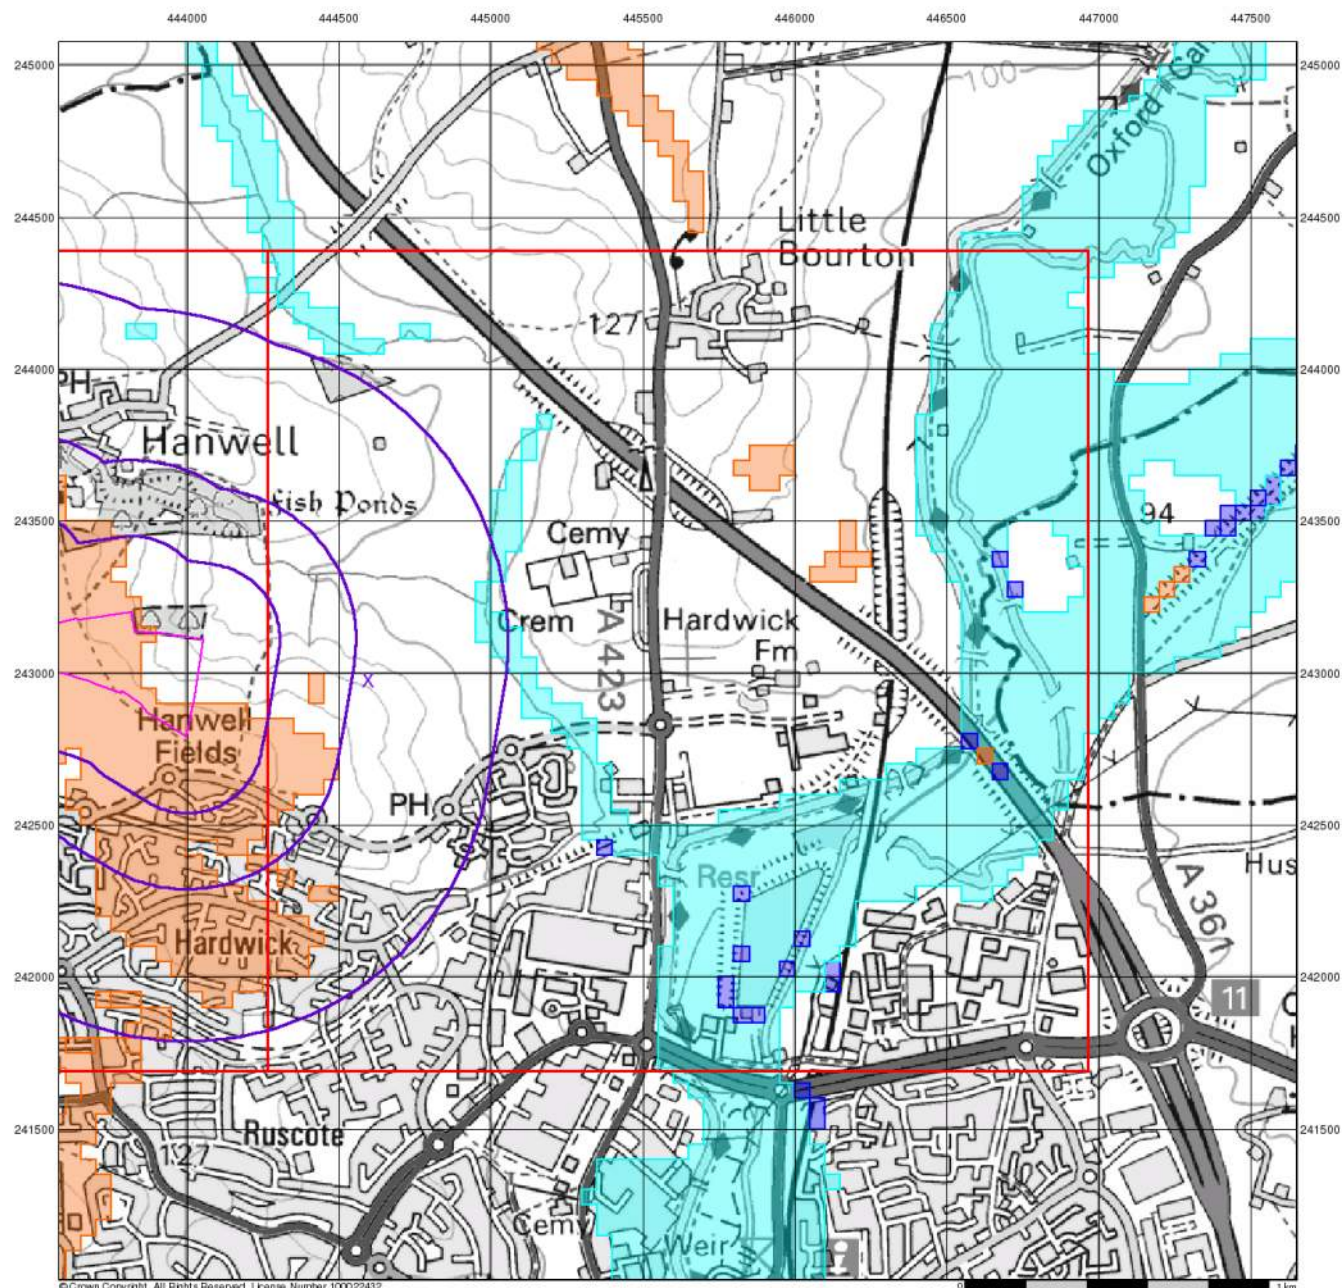 444000 444500 445000 445500 446000 446500 447000 447500
245000 245000
100
Oxford
244500 244500
Little
Bourton
127
244000 244000
PH
Hanwell
fish Ponds
94
243500 243500
Cemy
Crem
A 423
Hardwick
Fm
243000 243000
X
Hanwell
Fields
PH
242500 242500
Resr
Hus
A 361
Hardwick
242000 242000
11
Ruscote
241500 241500
127
Cemy
Weir
© Crown Copyright. All Rights Reserved. License Number 100022432
0 1 km